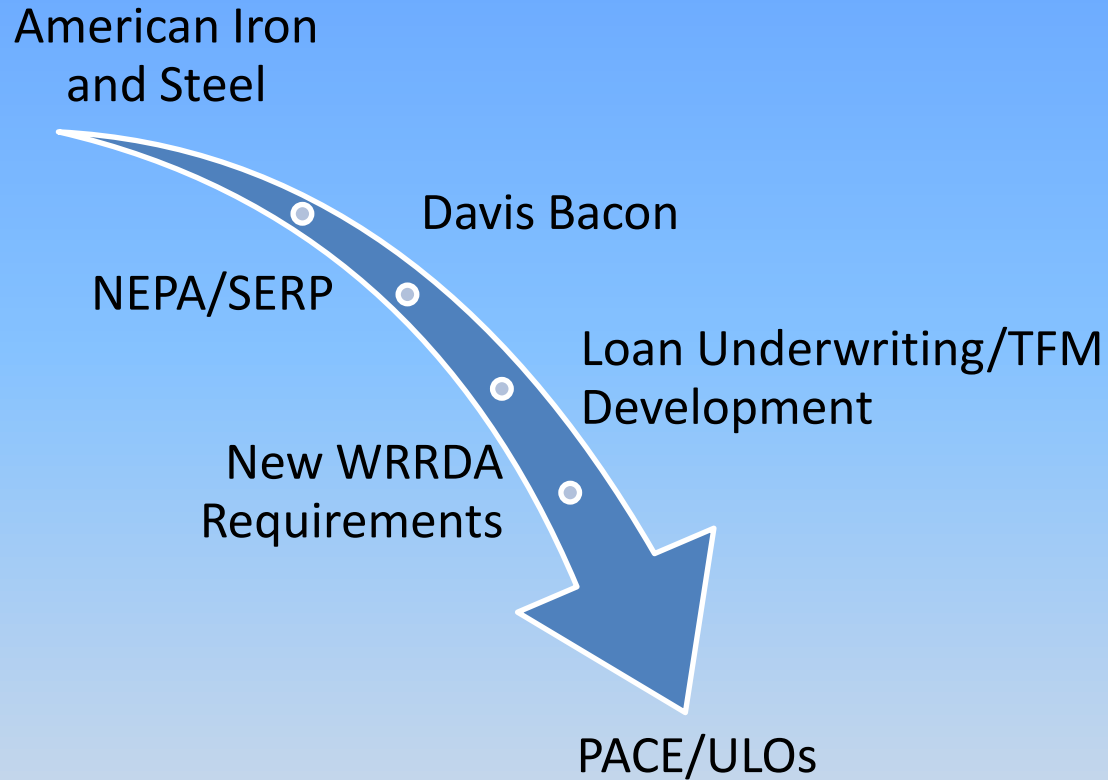 American Iron
and Steel
Davis Bacon
NEPA/SERP
Loan Underwriting/TFM
Development
New WRRDA
Requirements
PACE/ULOs